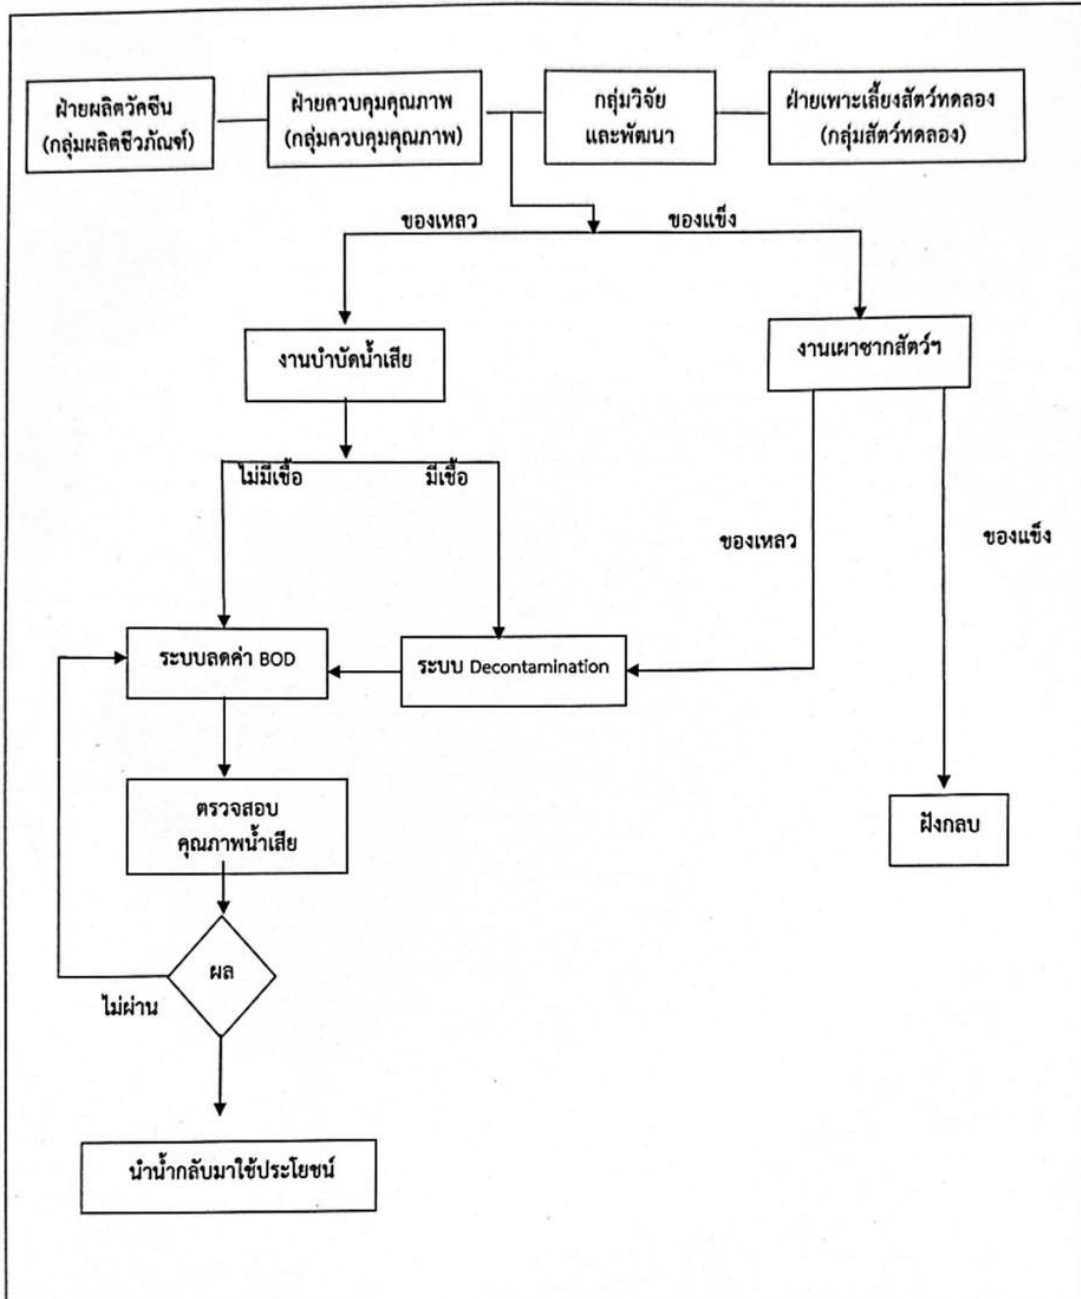 ฝ่ายผลิตวัคซีน
(กลุ่มผลิตชีวภัณฑ์)
ฝ่ายควบคุมคุณภาพ
(กลุ่มควบคุมคุณภาพ)
กลุ่มวิจัย
และพัฒนา
ฝ่ายเพาะเลี้ยงสัตว์ทดลอง
(กลุ่มสัตว์ทดลอง)
ของเหลว
ของแข็ง
งานบำบัดน้ำเสีย
งานเผาซากสัตว์ฯ
ไม่มีเชื้อ
มีเชื้อ
ของเหลว
ของแข็ง
ระบบลดค่า BOD
ระบบ Decontamination
ตรวจสอบ
คุณภาพน้ำเสีย
ฝังกลบ
ผล
ไม่ผ่าน
นำน้ำกลับมาใช้ประโยชน์